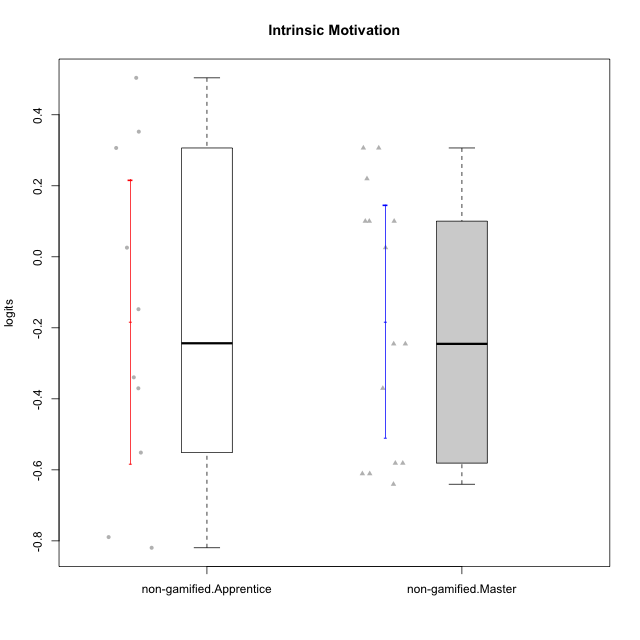 Intrinsic Motivation
logits
0.4
0.2
0.0
-0.2
-0.4
-0.6
-0.8
non-gamified.Apprentice
non-gamified.Master